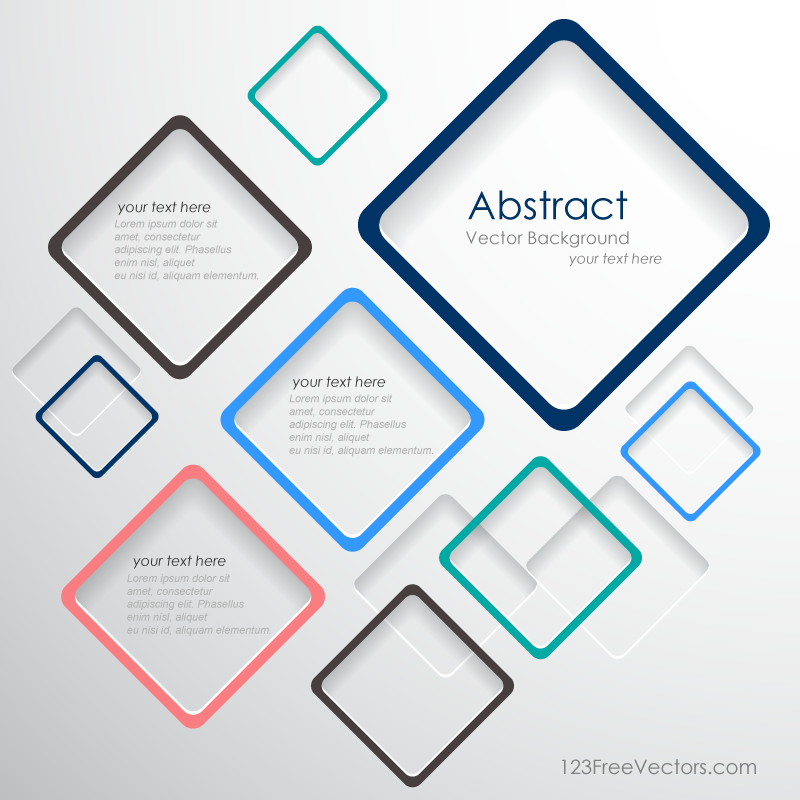 Abstract
Vector Background
your text here
your text here
Lorem ipsum dolor sit
amet, consectetur
adipiscing elit. Phasellus
enim nisl, aliquet
eu nisi id, aliquam elementum.
your text here
Lorem ipsum dolor sit
amet, consectetur
adipiscing elit. Phasellus
enim nisl, aliquet
eu nisi id, aliquam elementum.
your text here
Lorem ipsum dolor sit
amet, consectetur
adipiscing elit. Phasellus
enim nisl, aliquet
eu nisi id, aliquam elementum.
123FreeVectors.com